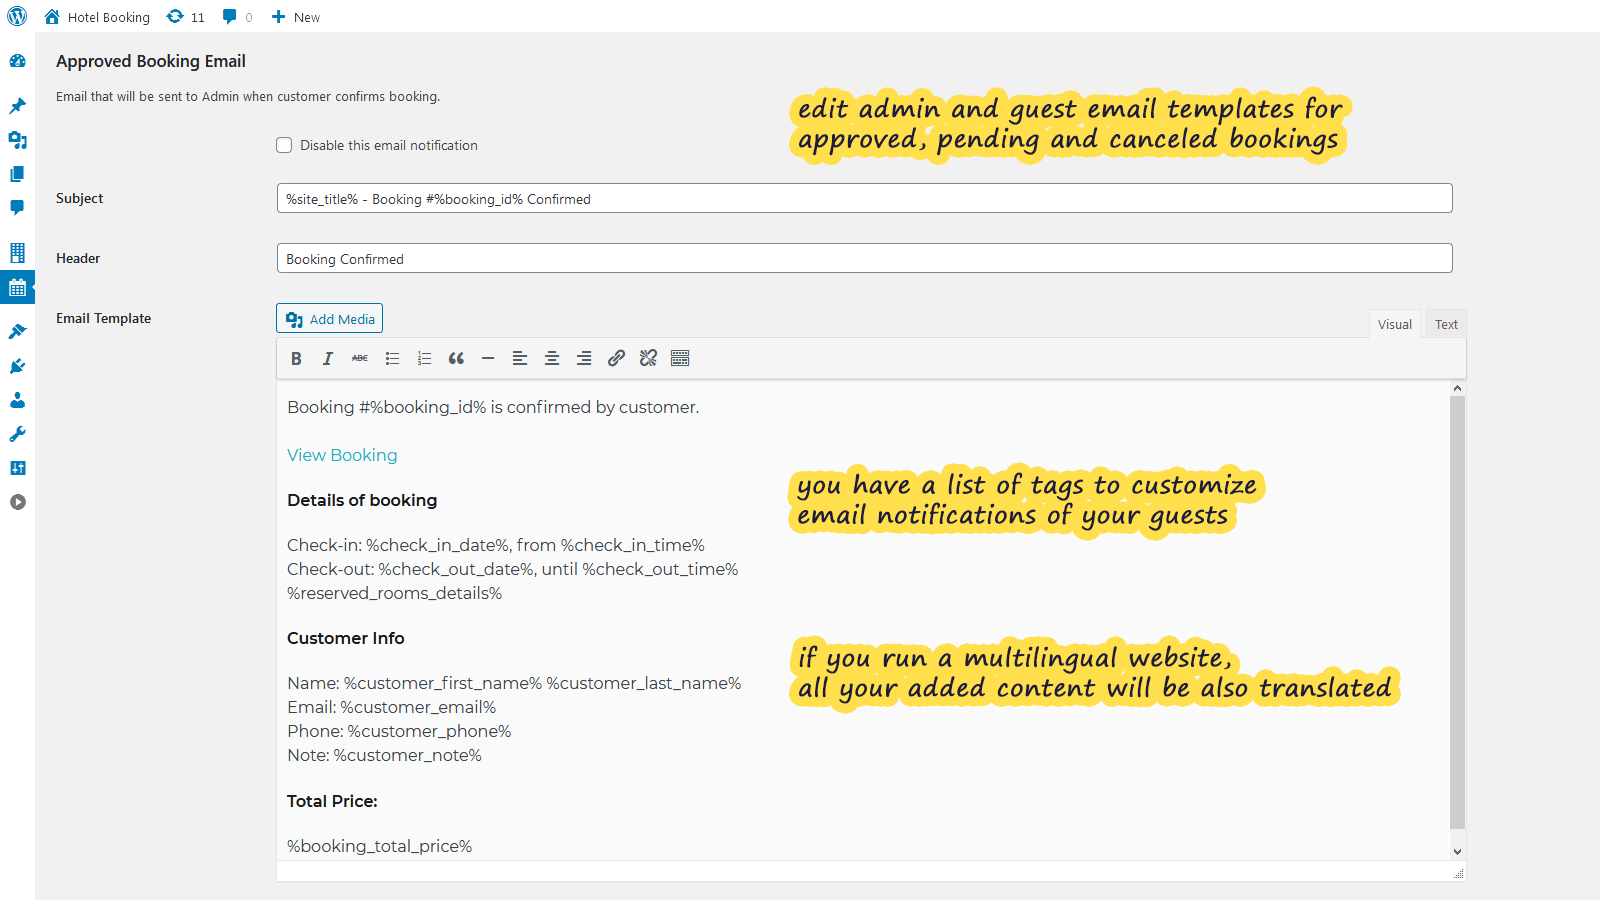 Hotel Booking 11 0 New
Approved Booking Email
Email that will be sent to Admin when customer confirms booking.
edit admin and guest email templates for
approved, pending and canceled bookings
Disable this email notification
Subject
%site_title% - Booking #%booking_id% Confirmed
Header
Booking Confirmed
Email Template
Add Media
Visual Text
B I ABC
Booking #%booking_id% is confirmed by customer.
View Booking
you have a list of tags to customize
email notifications of your guests
Details of booking
Check-in: %check_in_date%, from %check_in_time%
Check-out: %check_out_date%, until %check_out_time%
%reserved_rooms_details%
Customer Info
if you run a multilingual website,
all your added content will be also translated
Name: %customer_first_name% %customer_last_name%
Email: %customer_email%
Phone: %customer_phone%
Note: %customer_note%
Total Price:
%booking_total_price%